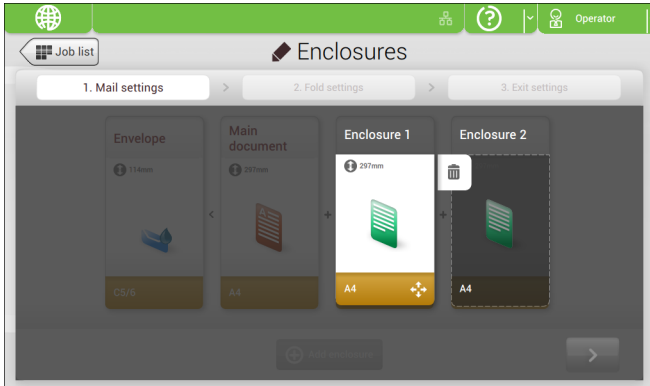 Operator
Job list
Enclosures
1. Mail settings
>
2. Fold settings
>
3. Exit settings
Envelope
Main
document
Enclosure 1
Enclosure 2
114mm
297mm
297mm
<
+
+
C5/6
A4
A4
A4
Add enclosure